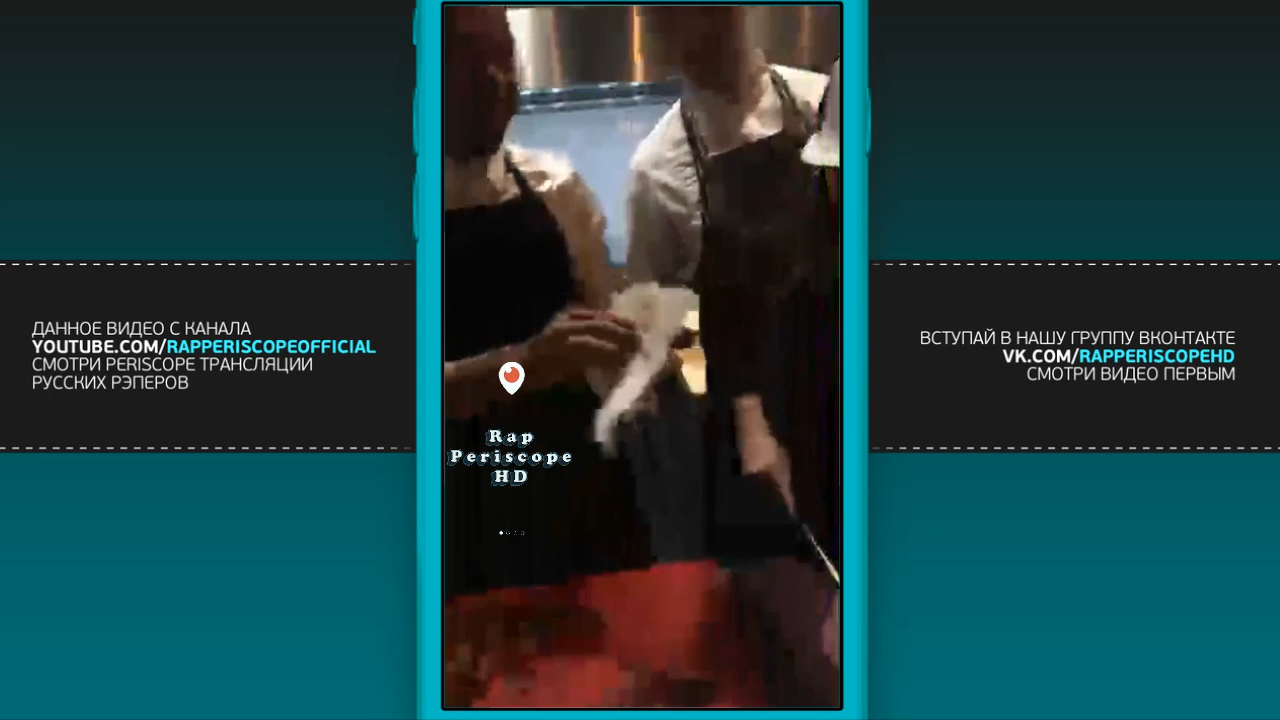 ДАННОЕ ВИДЕО С КАНАЛА
YOUTUBE.COM/RAPPERISCOPEOFFICIAL
СМОТРИ PERISCOPE ТРАНСЛЯЦИИ
РУССКИХ РЭПЕРОВ
Rap
Periscope
HD
ВСТУПАЙ В НАШУ ГРУППУ ВКОНТАКТЕ
VK.COM/RAPPERISCOPEHD
СМОТРИ ВИДЕО ПЕРВЫМ